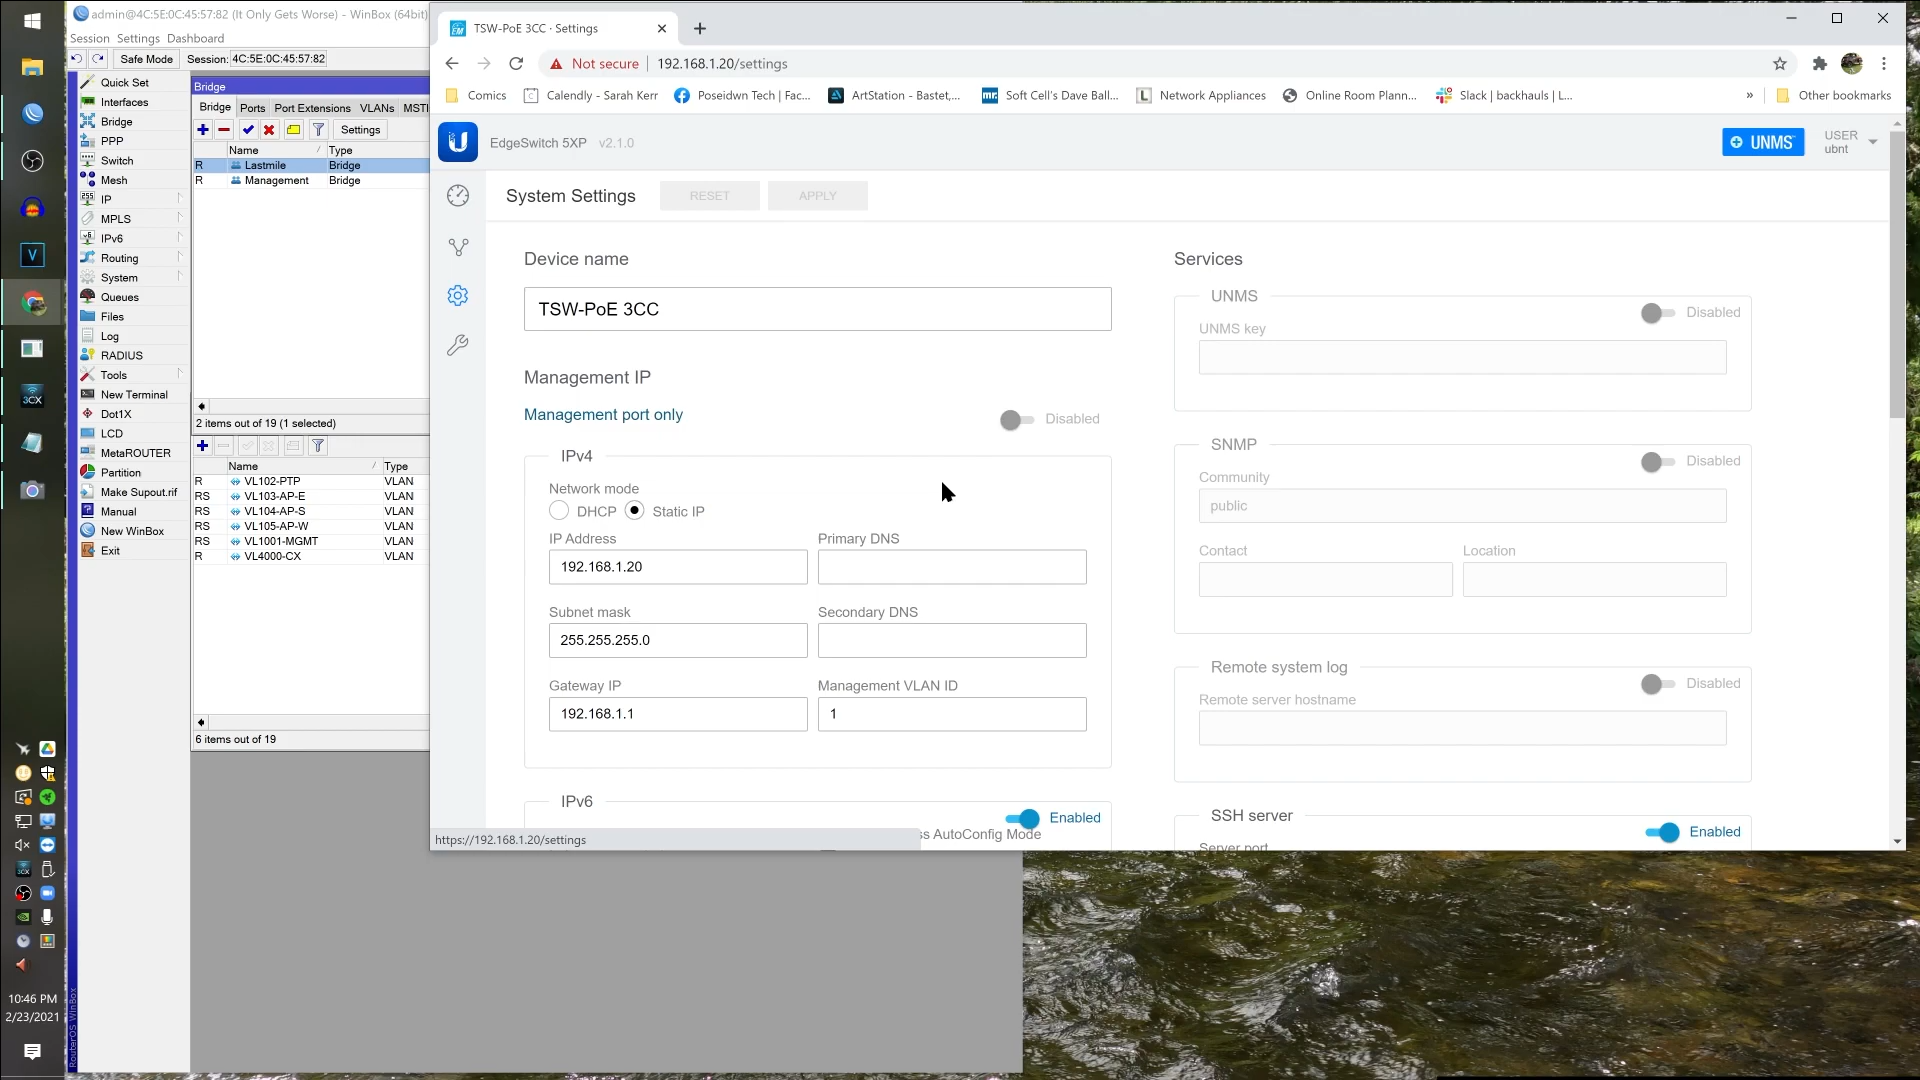 admin@4C:5E:0C:45:57:82 (It Only Gets Worse) - WinBox (64bit)
Session Settings Dashboard
Safe Mode Session: 4C:5E:0C:45:57:82
Quick Set
Interfaces
Bridge
PPP
Switch
Mesh
IP
MPLS
IPv6
Routing
System
Queues
Files
Log
RADIUS
Tools
New Terminal
Dot1X
LCD
MetaROUTER
Partition
Make Supout.rif
Manual
New WinBox
Exit
RouterOS WinBox
Bridge
Bridge Ports Port Extensions VLANs MSTI
Settings
Name Type
R Lastmile Bridge
R Management Bridge
2 items out of 19 (1 selected)
Name Type
R VL102-PTP VLAN
RS VL103-AP-E VLAN
RS VL104-AP-S VLAN
RS VL105-AP-W VLAN
RS VL1001-MGMT VLAN
R VL4000-CX VLAN
6 items out of 19
TSW-PoE 3CC · Settings
Not secure 192.168.1.20/settings
Comics Calendly - Sarah Kerr Poseidwn Tech | Fac... ArtStation - Bastet,... Soft Cell's Dave Ball... Network Appliances Online Room Plann... Slack | backhauls | L... » Other bookmarks
EdgeSwitch 5XP v2.1.0
UNMS
USER
ubnt
System Settings RESET APPLY
Device name
TSW-PoE 3CC
Management IP
Management port only Disabled
IPv4
Network mode
DHCP Static IP
IP Address Primary DNS
192.168.1.20
Subnet mask Secondary DNS
255.255.255.0
Gateway IP Management VLAN ID
192.168.1.1 1
IPv6
Enabled
ss AutoConfig Mode
https://192.168.1.20/settings
Services
UNMS
Disabled
UNMS key
SNMP
Disabled
Community
public
Contact Location
Remote system log
Disabled
Remote server hostname
SSH server
Enabled
Server port
3CX
10:46 PM
2/23/2021